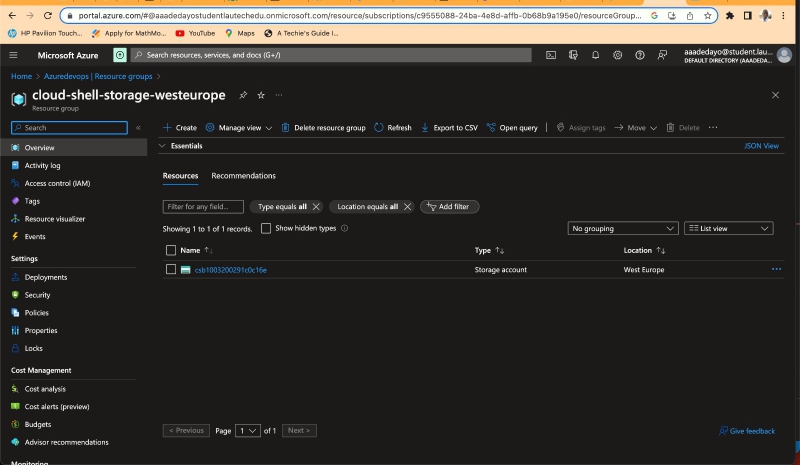 portal.azure.com/#@aaadedayostudentlautechedu.onmicrosoft.com/resource/subscriptions/c9555088-24ba-4e8d-affb-0b68b9a195e0/resourceGroup...
HP Pavilion Touch... Apply for MathMo... YouTube Maps A Techie's Guide I...
Microsoft Azure Search resources, services, and docs (G+/) aaadedayo@student.lau...
DEFAULT DIRECTORY (AAADEDA...
Home > Azuredevops | Resource groups >
cloud-shell-storage-westeurope ...
Resource group
Search
+ Create Manage view Delete resource group Refresh Export to CSV Open query Assign tags Move Delete ...
Essentials JSON View
Overview
Activity log
Access control (IAM)
Tags
Resource visualizer
Events
Settings
Deployments
Security
Policies
Properties
Locks
Cost Management
Cost analysis
Cost alerts (preview)
Budgets
Advisor recommendations
Monitoring
Resources Recommendations
Filter for any field... Type equals all Location equals all Add filter
Showing 1 to 1 of 1 records. Show hidden types No grouping List view
Name Type Location
csb1003200291c0c16e Storage account West Europe ...
< Previous Page 1 of 1 Next >
Give feedback